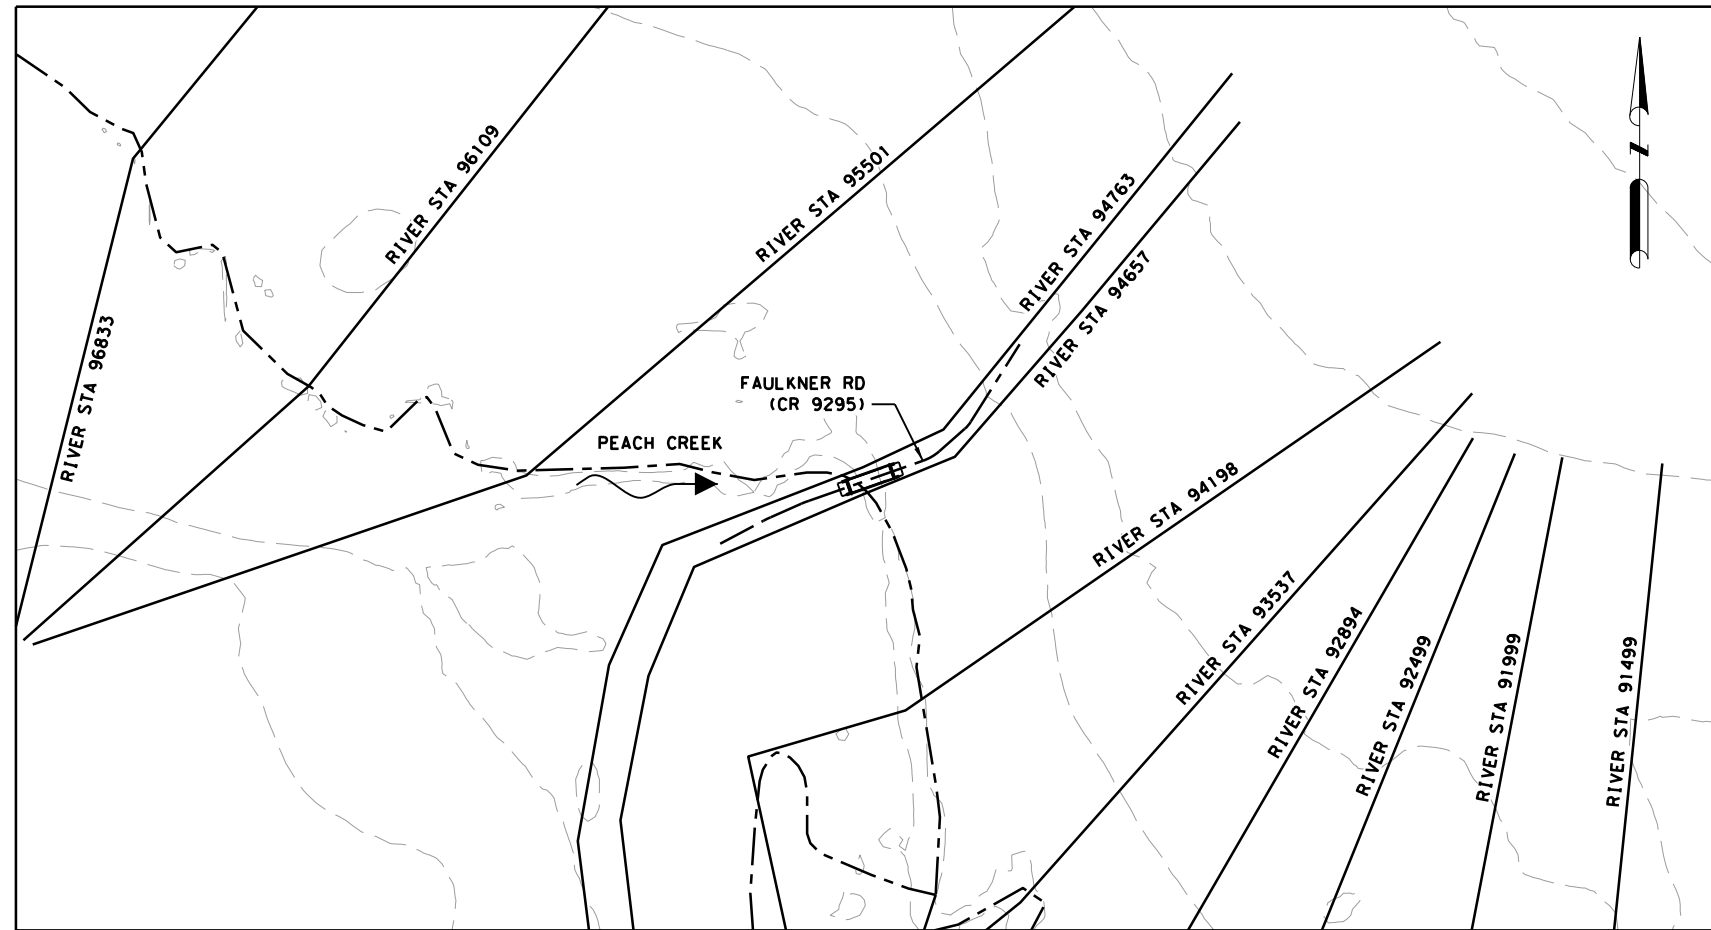 RIVER STA 96833
RIVER STA 96109
RIVER STA 95501
RIVER STA 94763
RIVER STA 94657
FAULKNER RD
(CR 9295)
PEACH CREEK
RIVER STA 94198
RIVER STA 93537
RIVER STA 92894
RIVER STA 92499
RIVER STA 91999
RIVER STA 91499
N